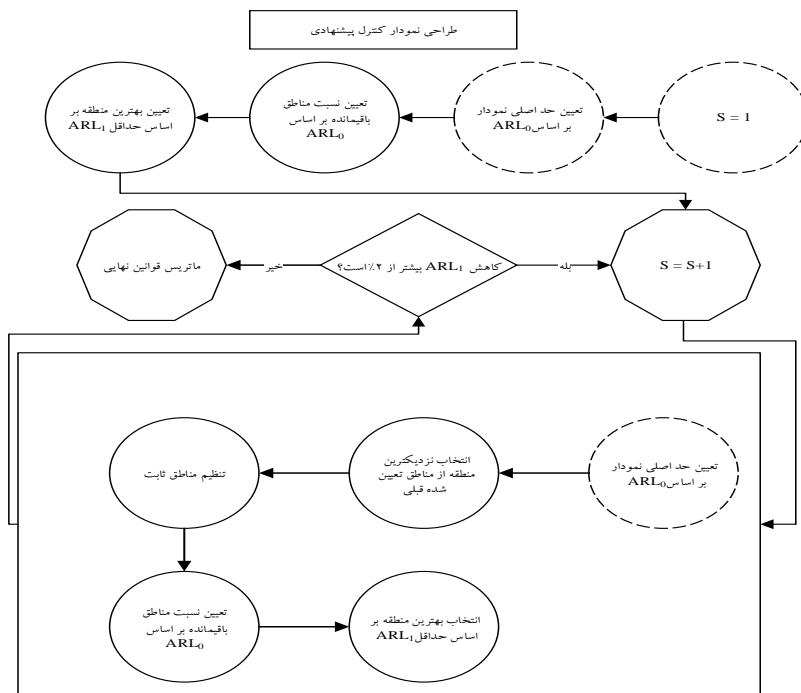 طراحی نمودار کنترل پیشنهادی
S = 1
تعیین حد اصلی نمودار
بر اساس ARL0
تعیین نسبت مناطق
باقیمانده بر اساس
ARL0
تعیین بهترین منطقه بر
اساس حداقل ARL1
S = S+1
بله
کاهش ARL1 بیشتر از ۲٪است؟
خیر
ماتریس قوانین نهایی
تعیین حد اصلی نمودار
بر اساس ARL0
انتخاب نزدیکترین
منطقه از مناطق تعیین
شده قبلی
تنظیم مناطق ثابت
تعیین نسبت مناطق
باقیمانده بر اساس
ARL0
انتخاب بهترین منطقه بر
اساس حداقل ARL1